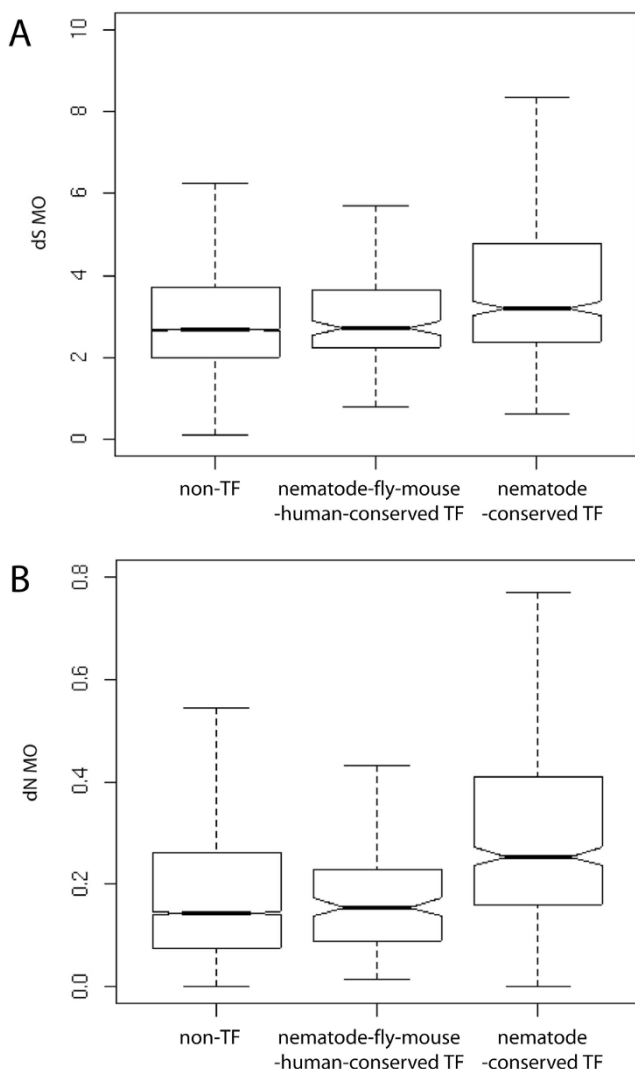 A
10
8
6
4
2
0
dS MO
non-TF
nematode-fly-mouse
-human-conserved TF
nematode
-conserved TF
B
0.8
0.6
0.4
0.2
0.0
dN MO
non-TF
nematode-fly-mouse
-human-conserved TF
nematode
-conserved TF